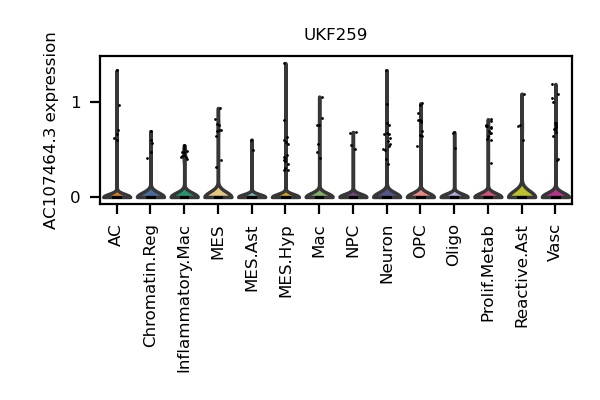 UKF259
AC107464.3 expression
1
0
AC
Chromatin.Reg
Inflammatory.Mac
MES
MES.Ast
MES.Hyp
Mac
NPC
Neuron
OPC
Oligo
Prolif.Metab
Reactive.Ast
Vasc